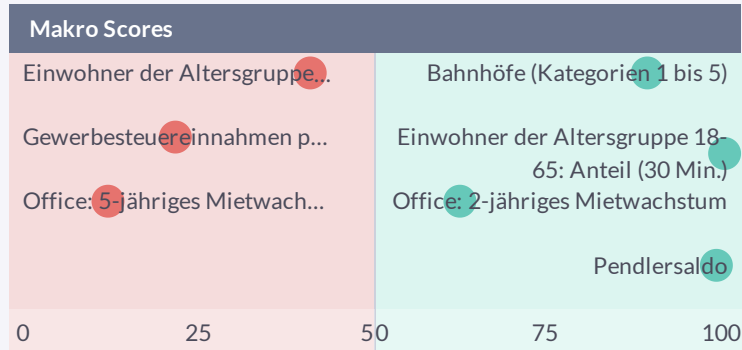 Makro Scores
Einwohner der Altersgruppe...
Bahnhöfe (Kategorien 1 bis 5)
Gewerbesteuereinnahmen p...
Einwohner der Altersgruppe 18-
65: Anteil (30 Min.)
Office: 5-jähriges Mietwach...
Office: 2-jähriges Mietwachstum
Pendlersaldo
0 25 50 75 100